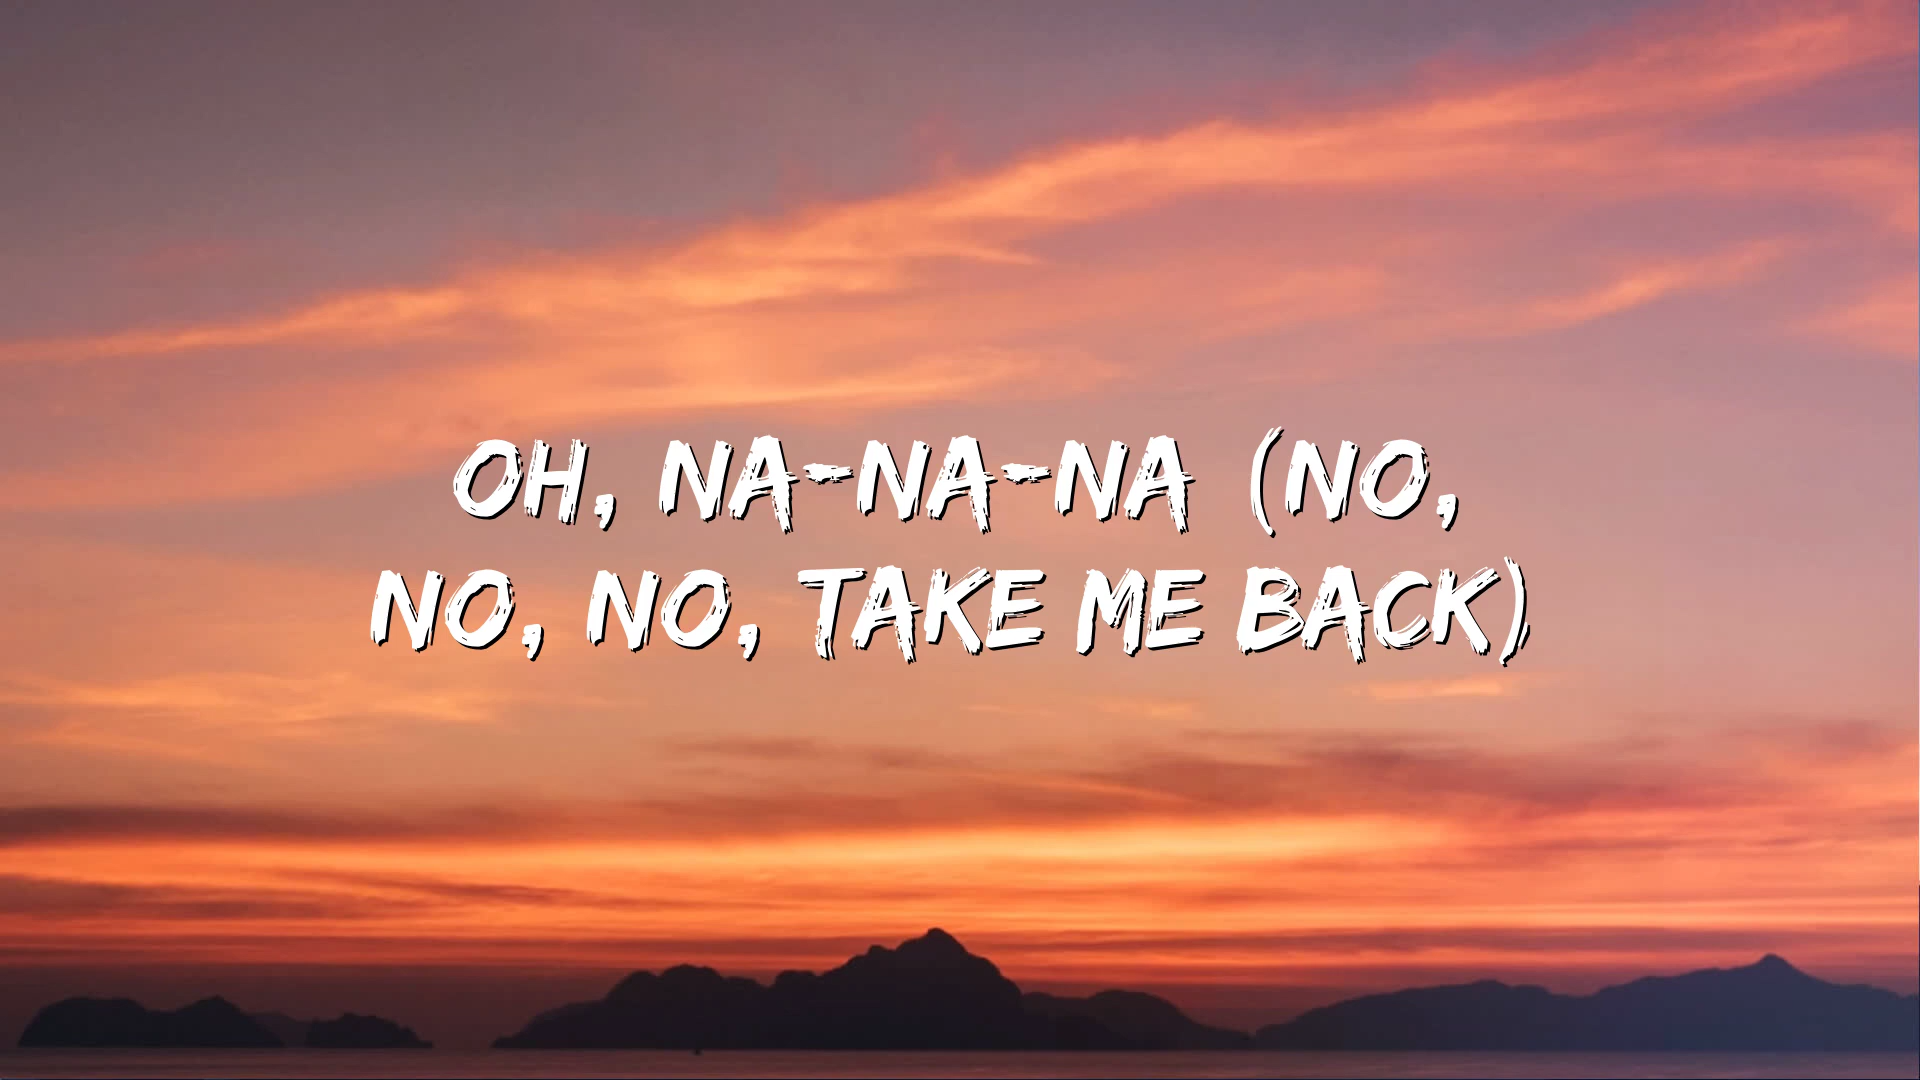 OH, NA-NA-NA (NO,
NO, NO, TAKE ME BACK)